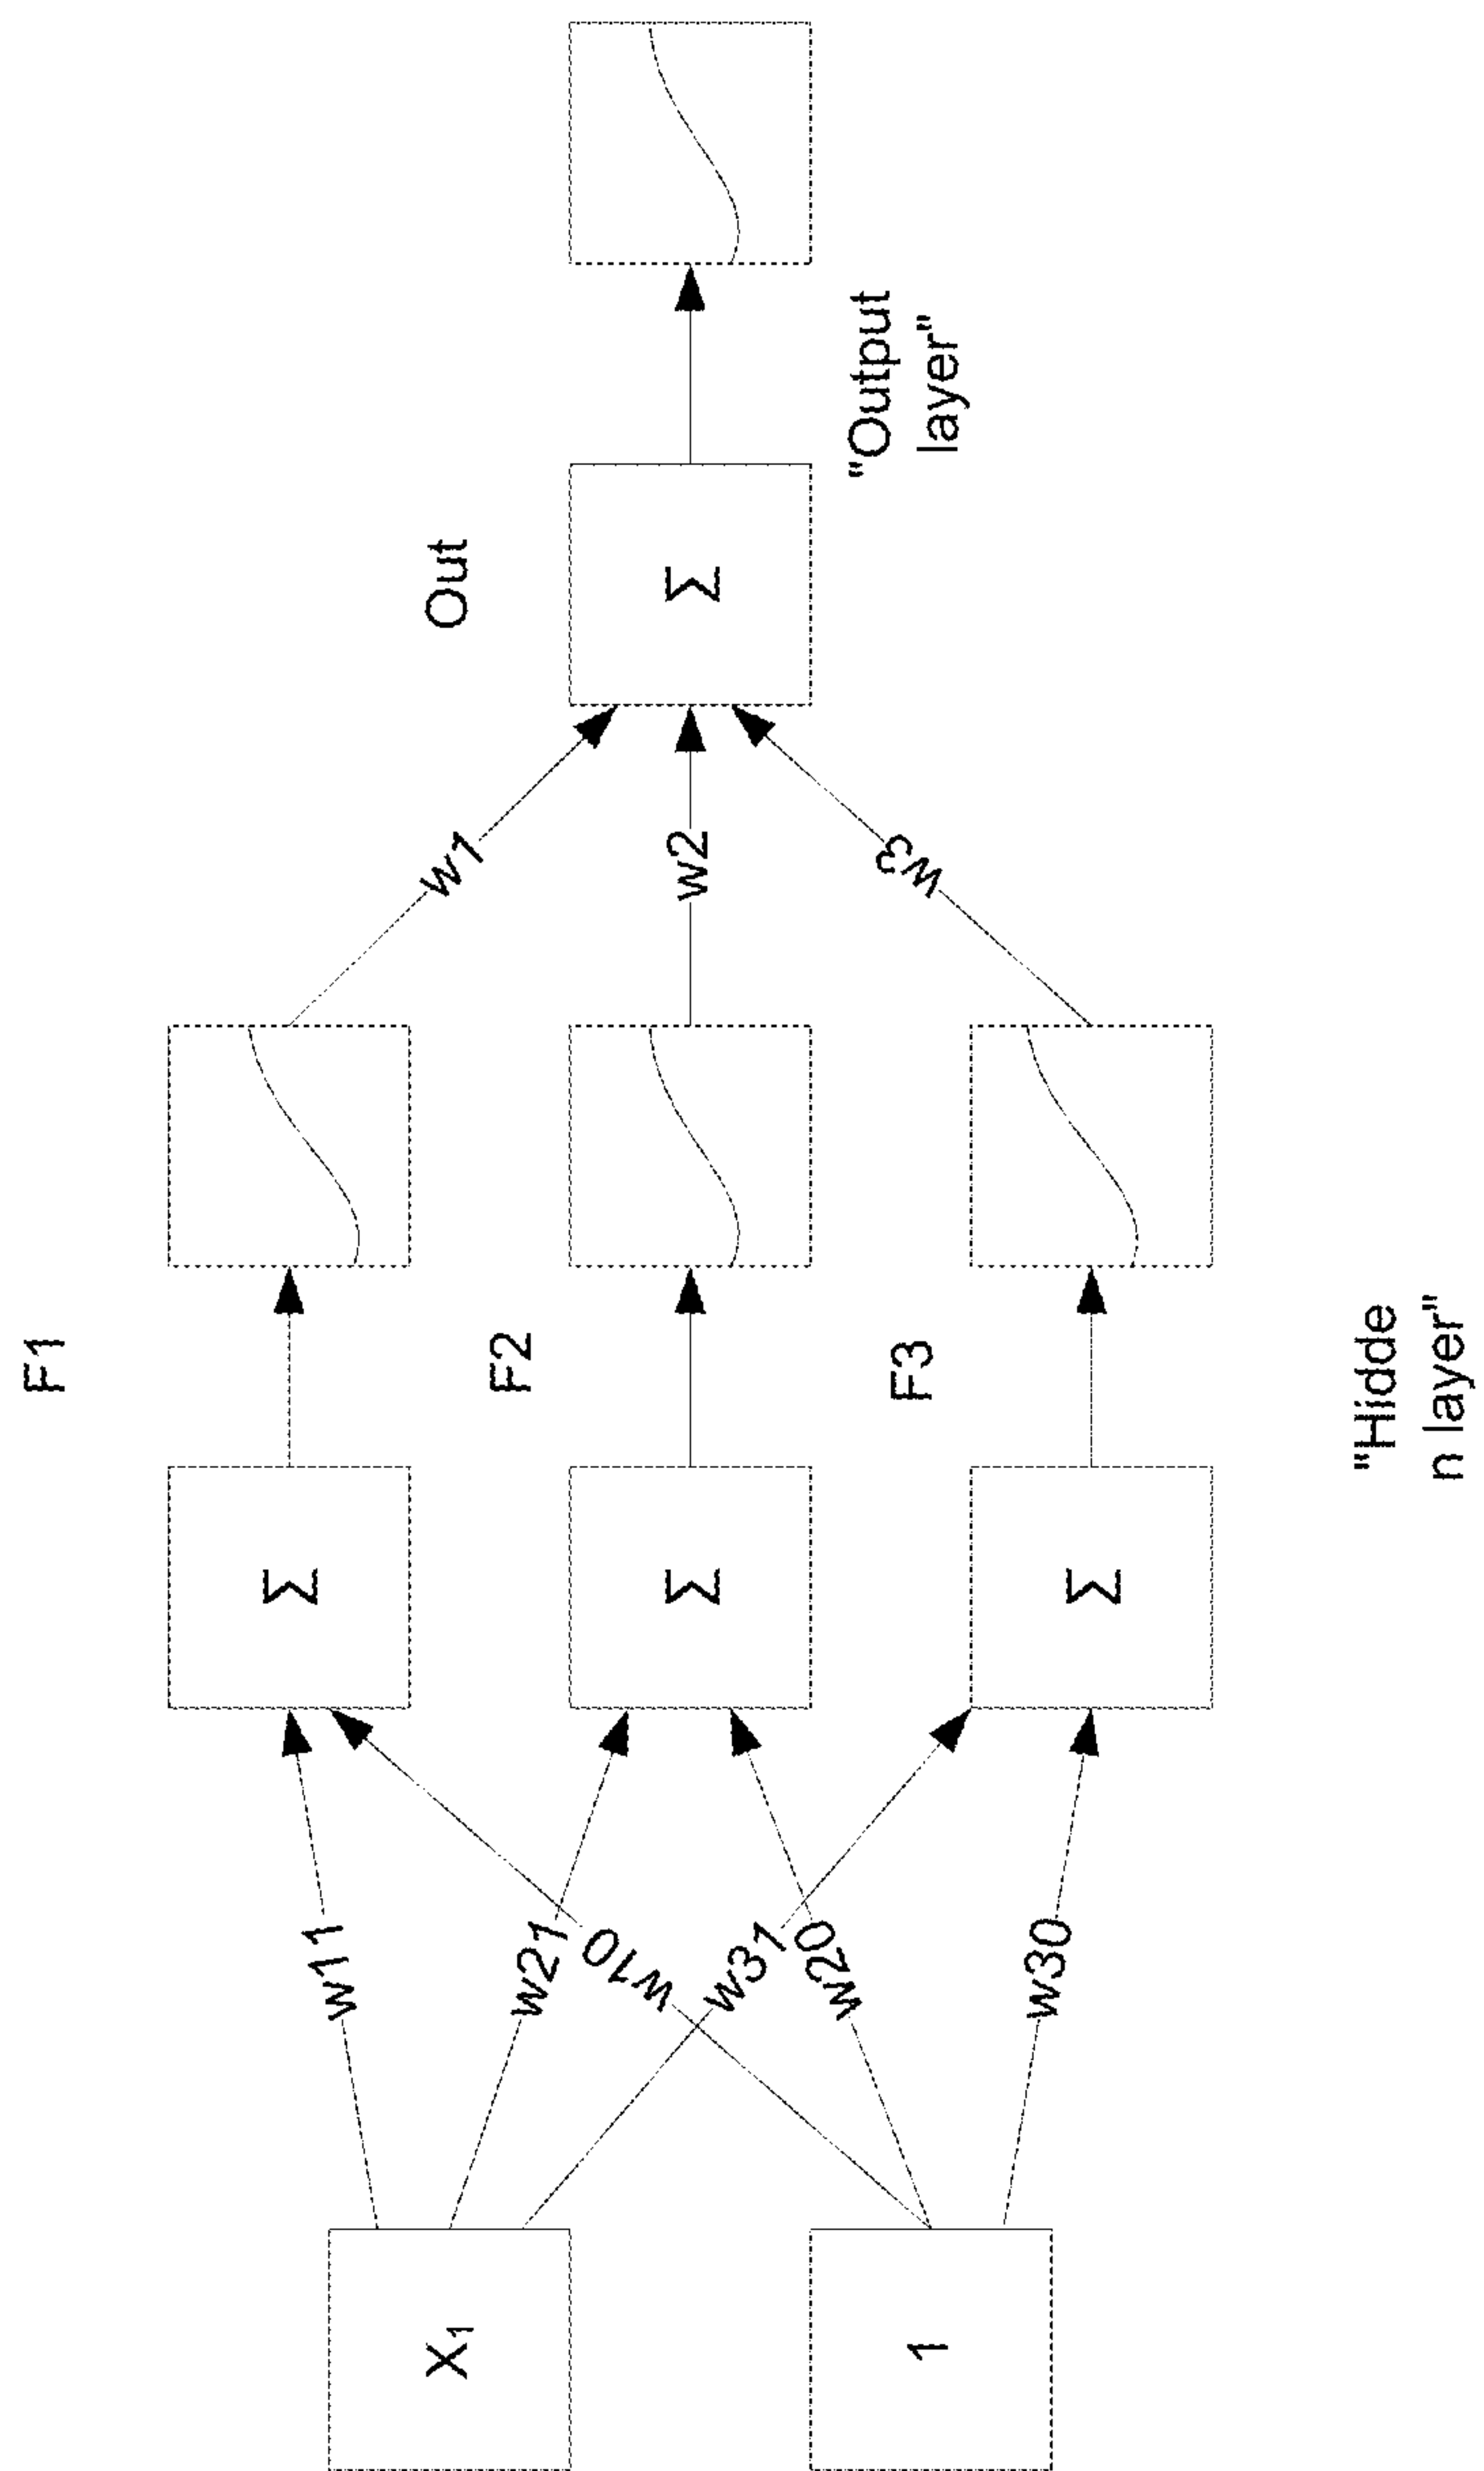 F1
w11
Σ
w1
X₁
w21
w10
F2
Σ
w2
Out
Σ
w31
w20
1
w30
F3
Σ
w3
"Output
layer"
"Hidde
n layer"